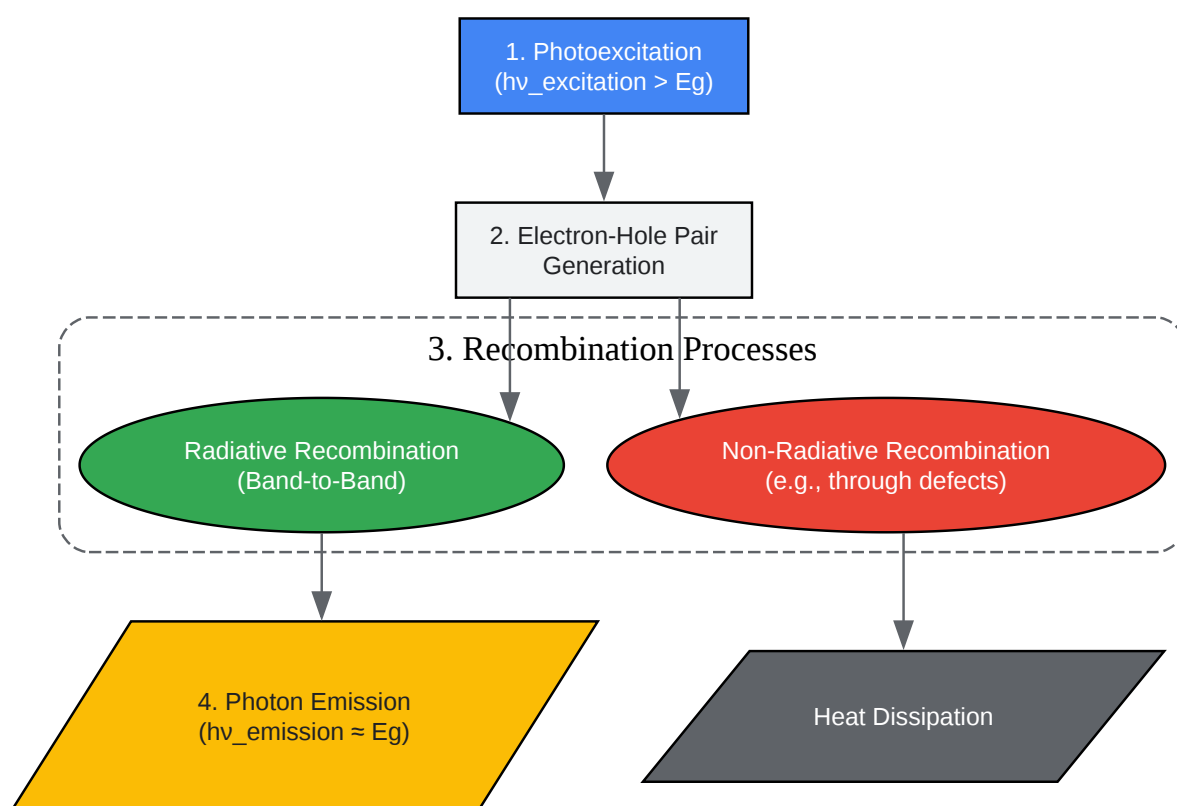 1. Photoexcitation
(hν_excitation > Eg)
2. Electron-Hole Pair
Generation
3. Recombination Processes
Radiative Recombination
(Band-to-Band)
Non-Radiative Recombination
(e.g., through defects)
4. Photon Emission
(hν_emission ≈ Eg)
Heat Dissipation